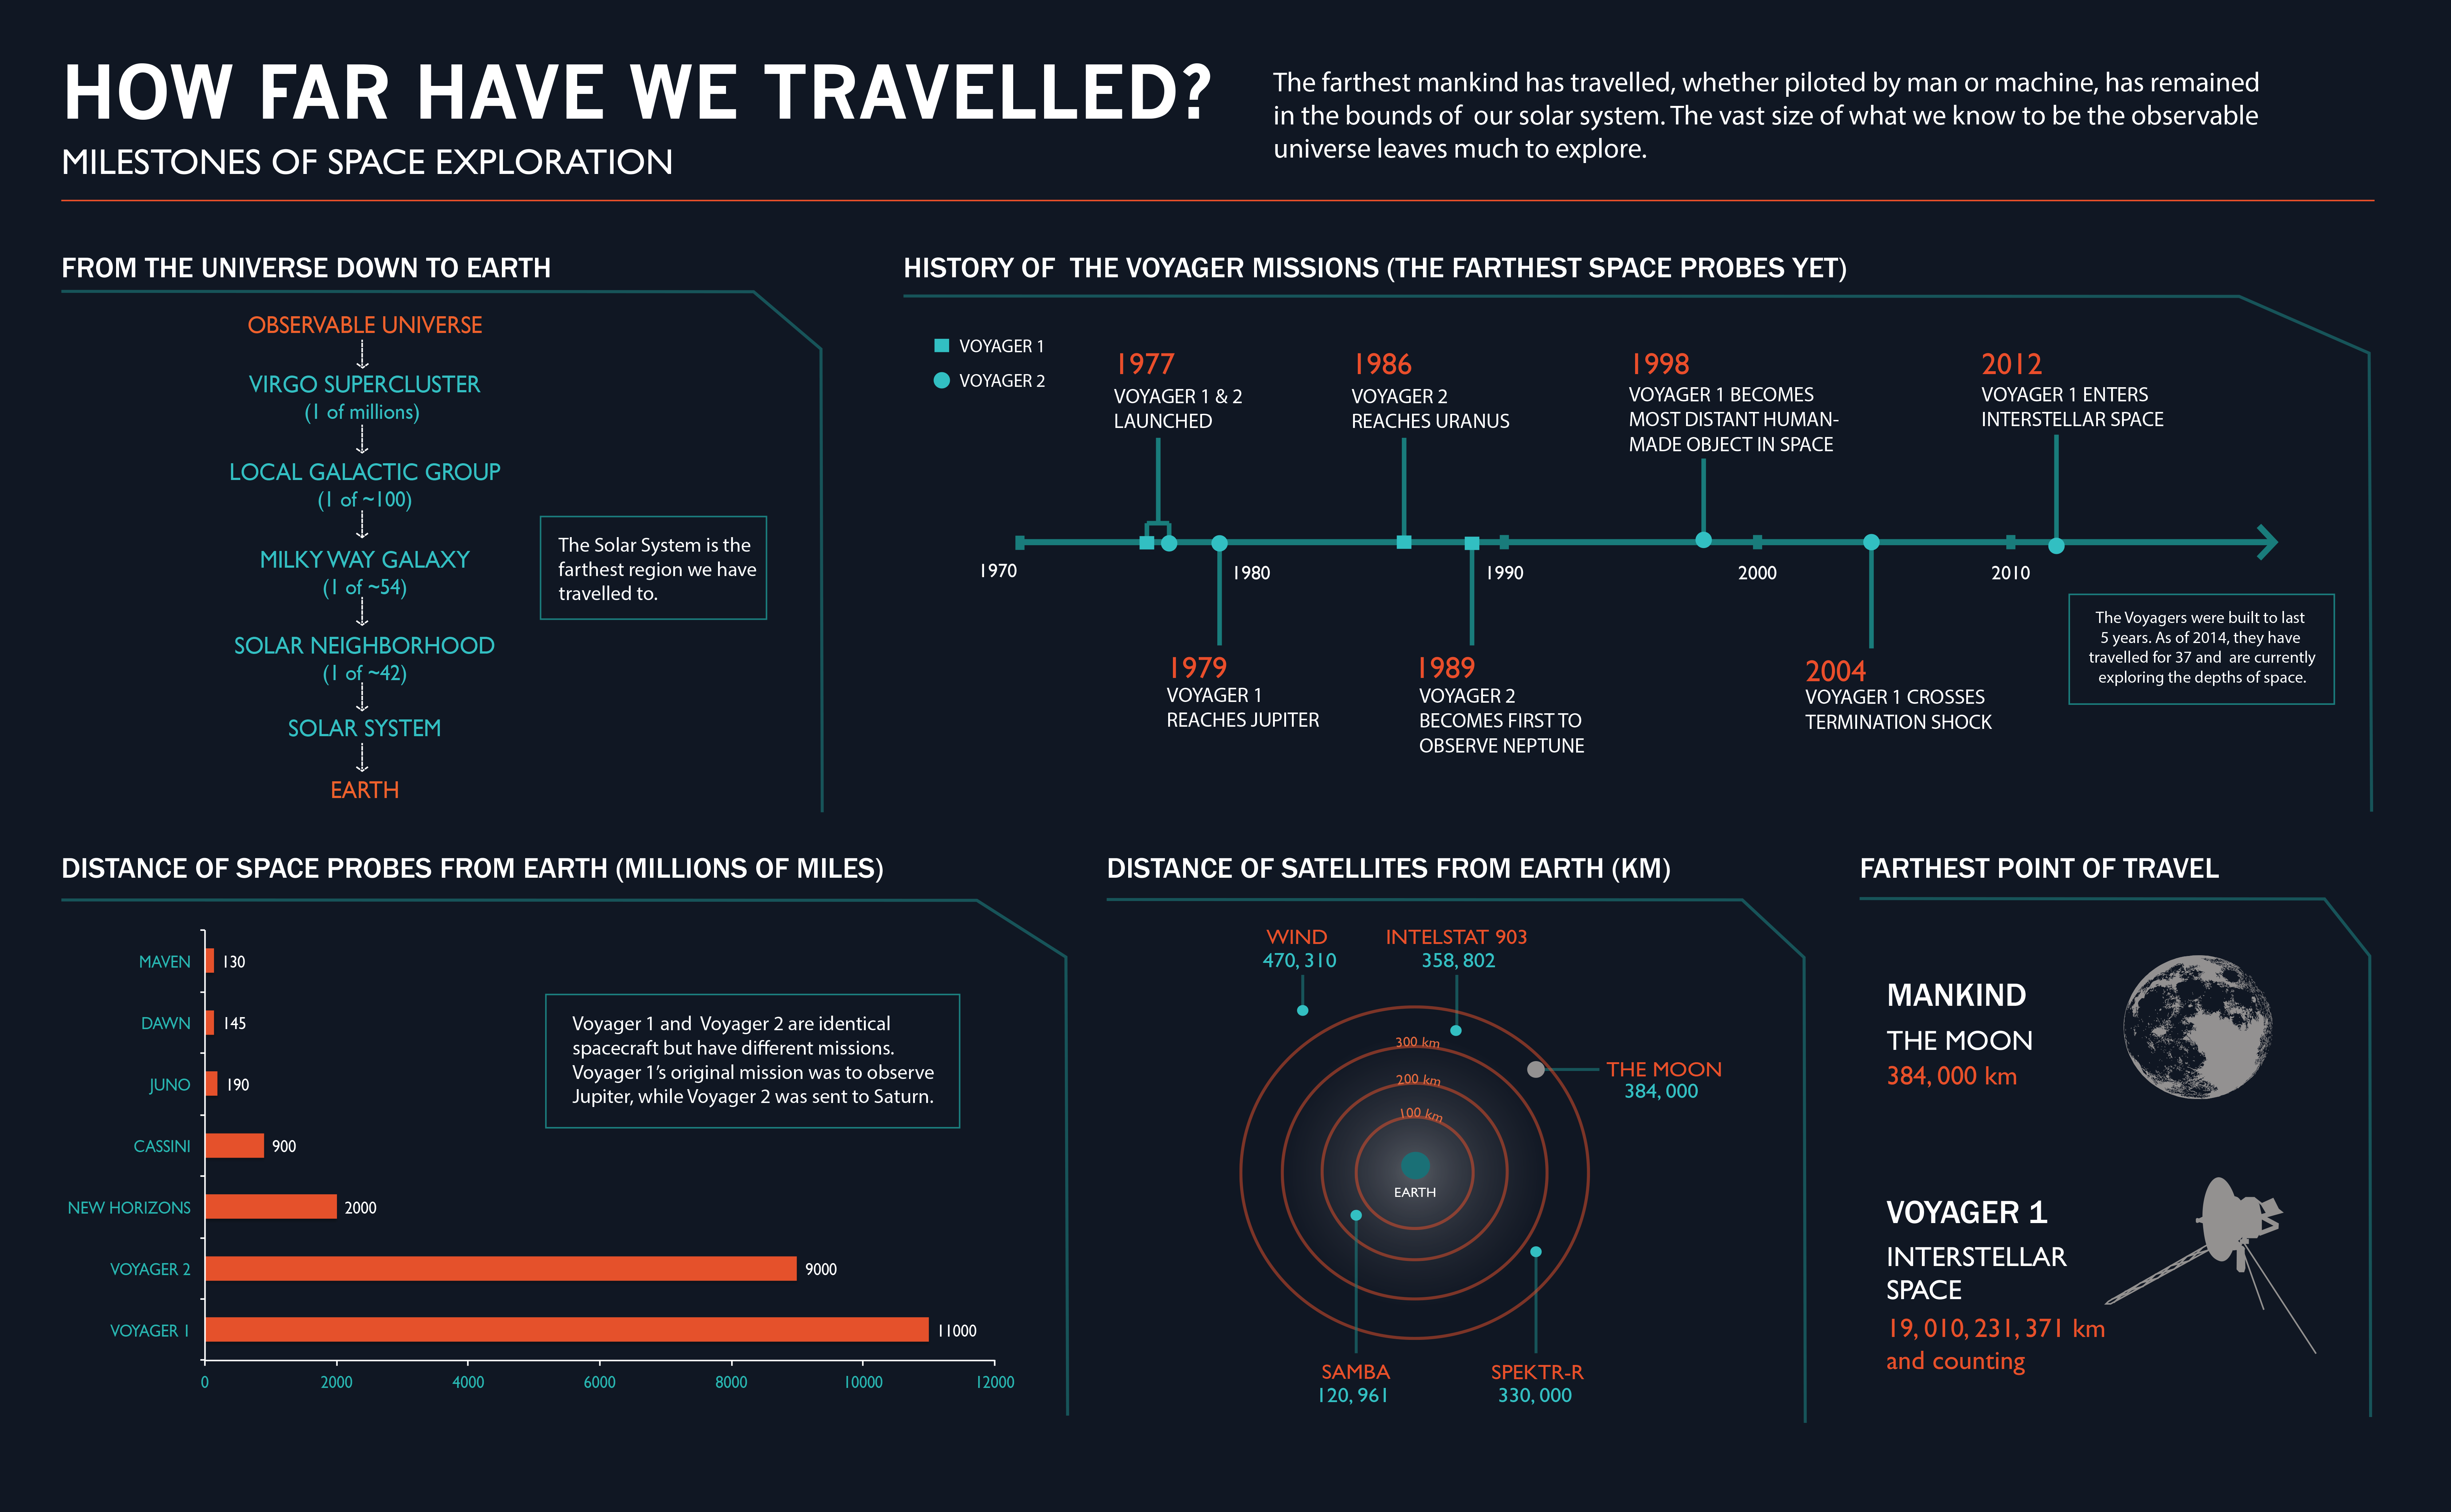 HOW FAR HAVE WE TRAVELLED?
MILESTONES OF SPACE EXPLORATION
The farthest mankind has travelled, whether piloted by man or machine, has remained
in the bounds of our solar system. The vast size of what we know to be the observable
universe leaves much to explore.
FROM THE UNIVERSE DOWN TO EARTH
OBSERVABLE UNIVERSE
VIRGO SUPERCLUSTER
(1 of millions)
LOCAL GALACTIC GROUP
(1 of ~100)
MILKY WAY GALAXY
(1 of ~54)
SOLAR NEIGHBORHOOD
(1 of ~42)
SOLAR SYSTEM
EARTH
The Solar System is the
farthest region we have
travelled to.
HISTORY OF THE VOYAGER MISSIONS (THE FARTHEST SPACE PROBES YET)
VOYAGER 1
VOYAGER 2
1977
VOYAGER 1 & 2
LAUNCHED
1986
VOYAGER 2
REACHES URANUS
1998
VOYAGER 1 BECOMES
MOST DISTANT HUMAN-
MADE OBJECT IN SPACE
2012
VOYAGER 1 ENTERS
INTERSTELLAR SPACE
1970
1980
1990
2000
2010
1979
VOYAGER 1
REACHES JUPITER
1989
VOYAGER 2
BECOMES FIRST TO
OBSERVE NEPTUNE
2004
VOYAGER 1 CROSSES
TERMINATION SHOCK
The Voyagers were built to last
5 years. As of 2014, they have
travelled for 37 and are currently
exploring the depths of space.
DISTANCE OF SPACE PROBES FROM EARTH (MILLIONS OF MILES)
MAVEN 130
DAWN 145
JUNO 190
CASSINI 900
NEW HORIZONS 2000
VOYAGER 2 9000
VOYAGER 1 11000
0 2000 4000 6000 8000 10000 12000
Voyager 1 and Voyager 2 are identical
spacecraft but have different missions.
Voyager 1's original mission was to observe
Jupiter, while Voyager 2 was sent to Saturn.
DISTANCE OF SATELLITES FROM EARTH (KM)
WIND
470, 310
INTELSTAT 903
358, 802
300 km
200 km
100 km
EARTH
THE MOON
384, 000
SAMBA
120, 961
SPEKTR-R
330, 000
FARTHEST POINT OF TRAVEL
MANKIND
THE MOON
384, 000 km
VOYAGER 1
INTERSTELLAR
SPACE
19, 010, 231, 371 km
and counting